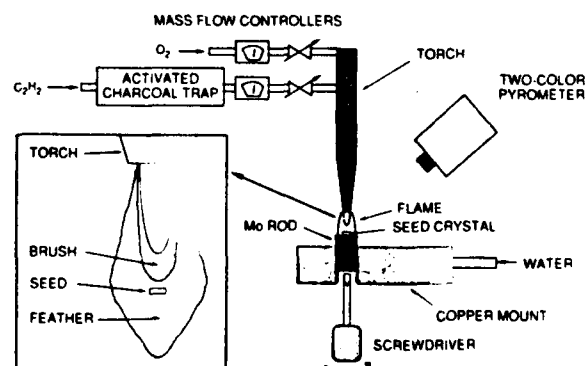 MASS FLOW CONTROLLERS
O2
TORCH
C2H2
ACTIVATED
CHARCOAL TRAP
TWO-COLOR
PYROMETER
TORCH
FLAME
SEED CRYSTAL
Mo ROD
BRUSH
SEED
FEATHER
WATER
COPPER MOUNT
SCREWDRIVER